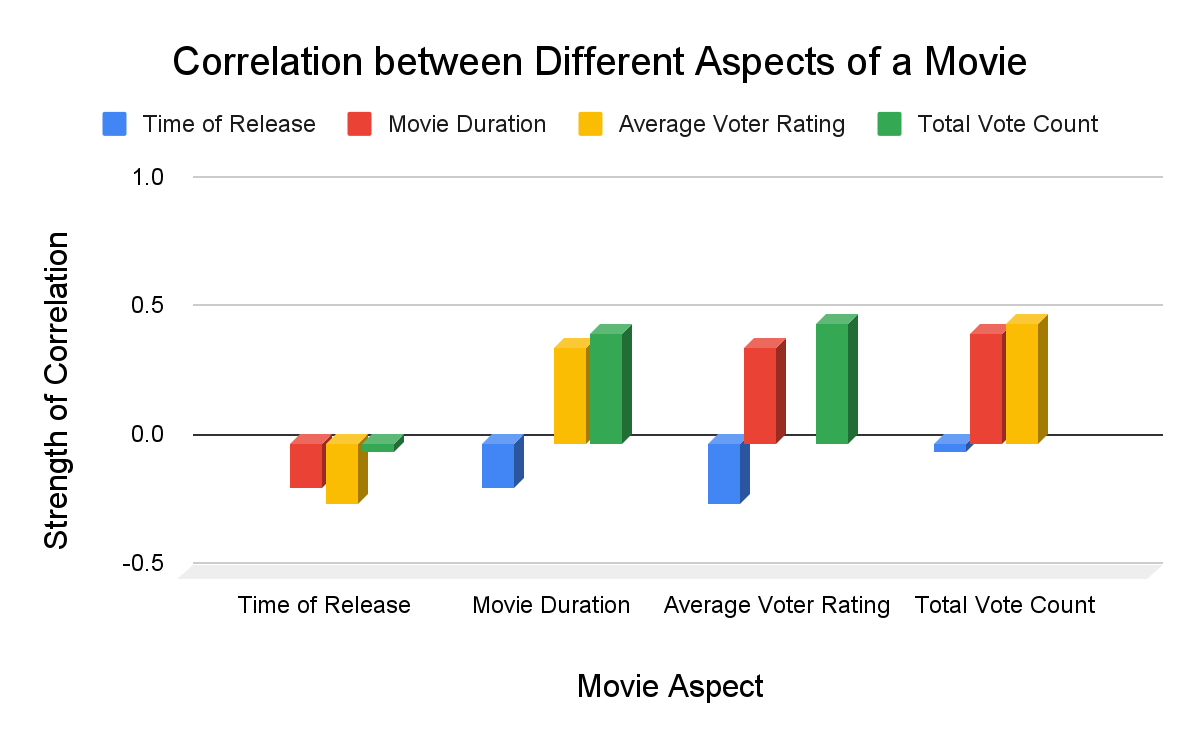 Correlation between Different Aspects of a Movie
Time of Release Movie Duration Average Voter Rating Total Vote Count
1.0
0.5
0.0
-0.5
Strength of Correlation
Time of Release Movie Duration Average Voter Rating Total Vote Count
Movie Aspect